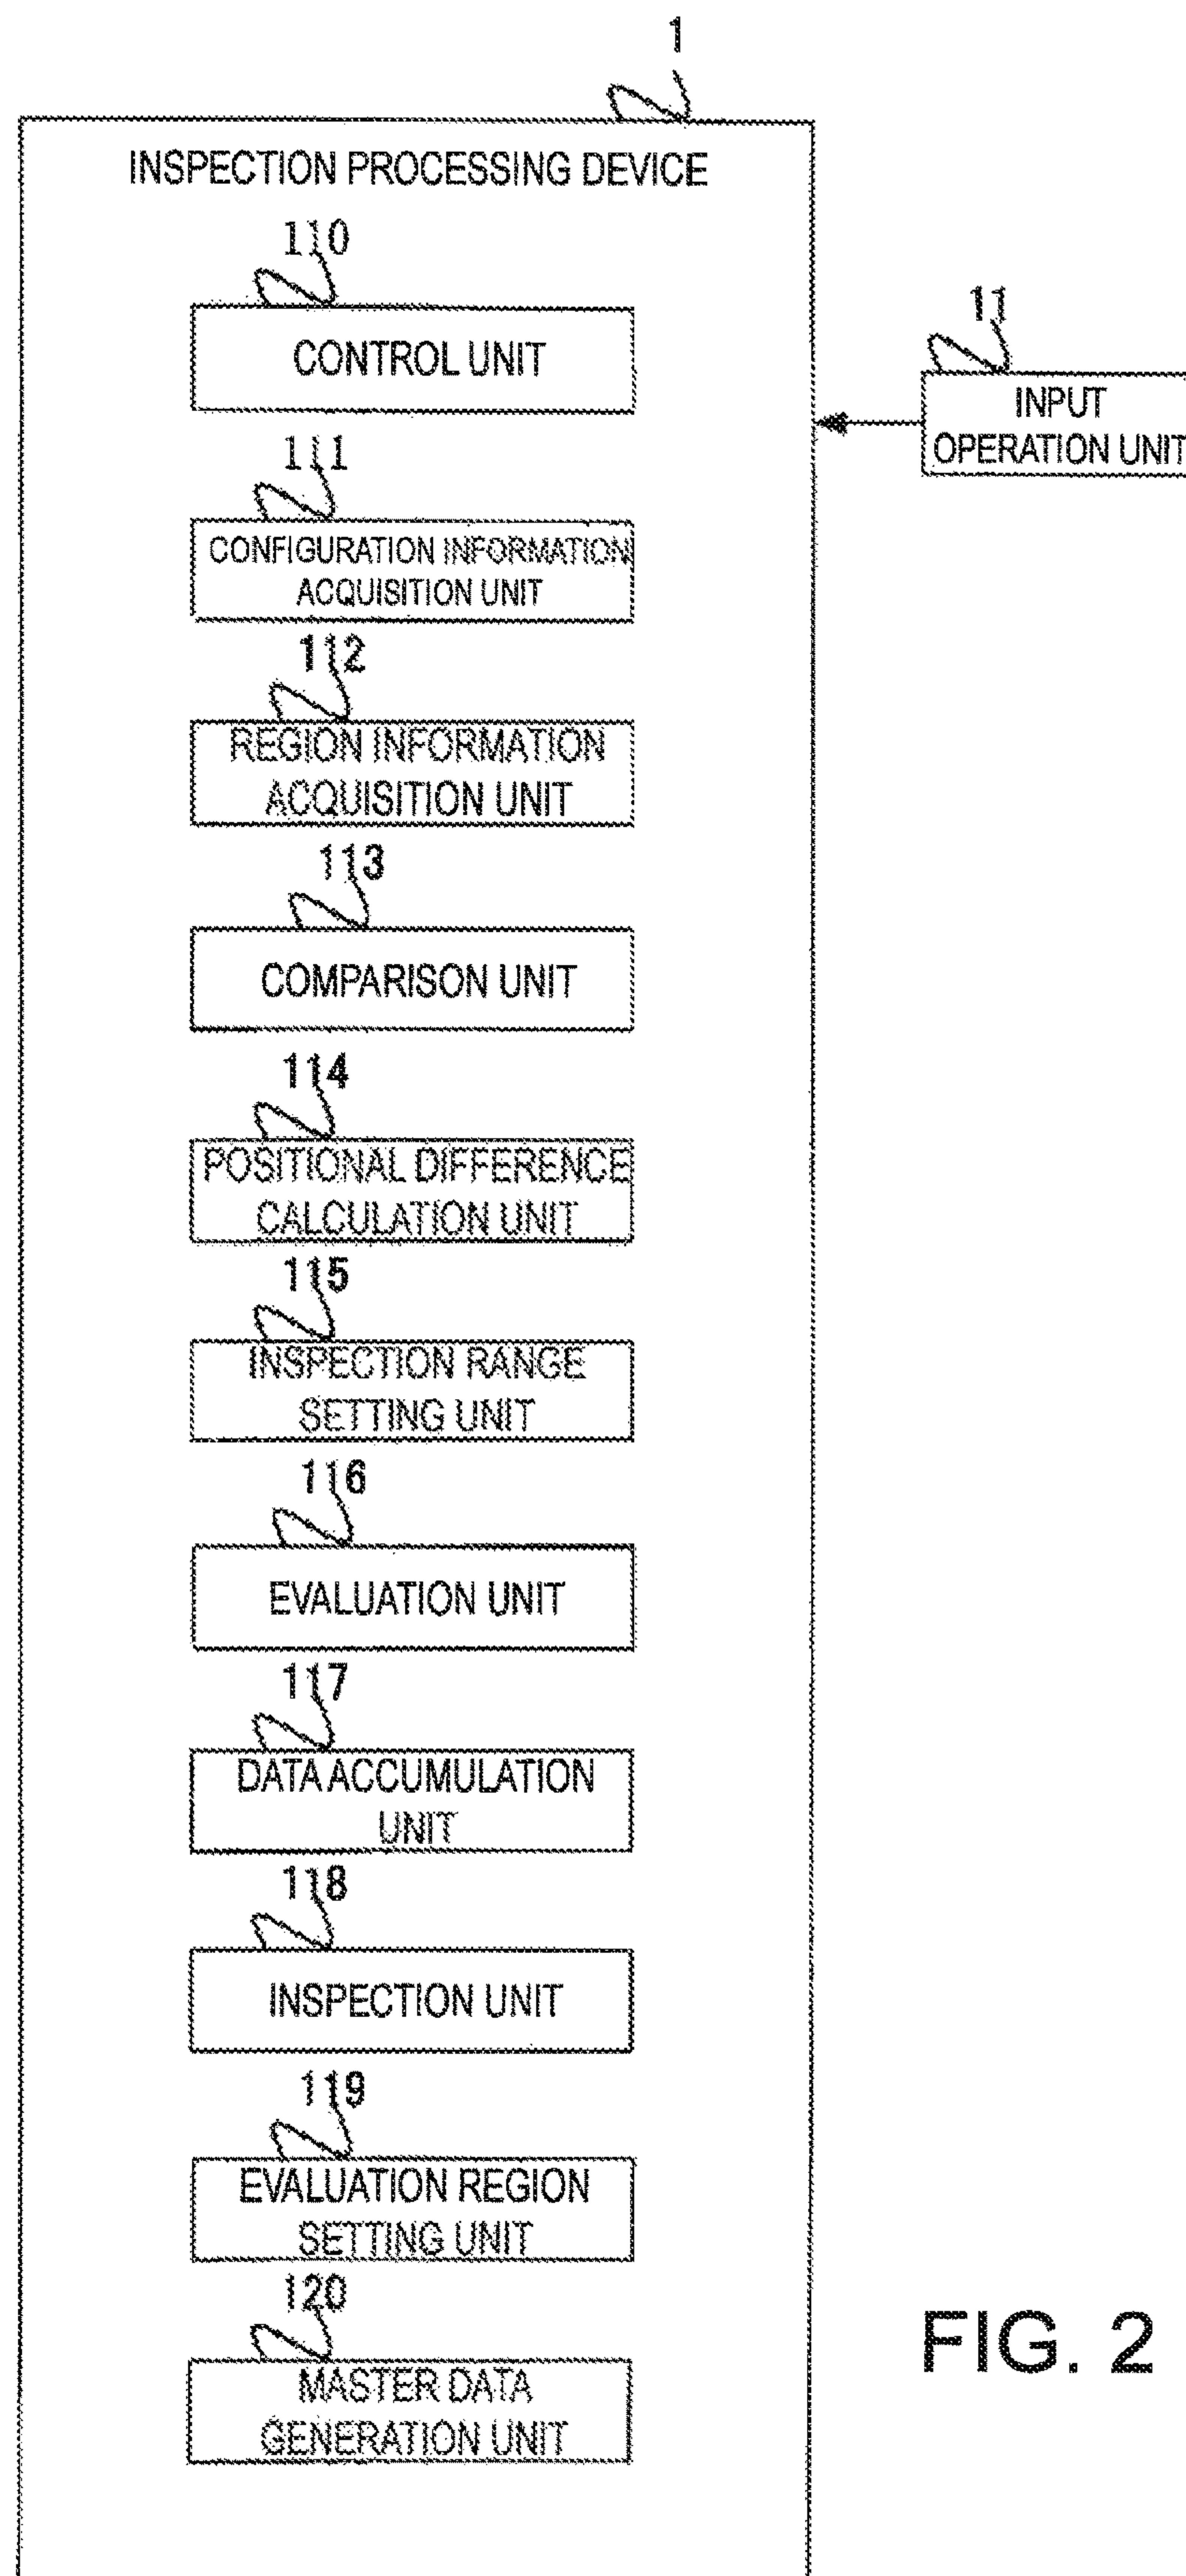 1
INSPECTION PROCESSING DEVICE
110
CONTROL UNIT
11
INPUT
OPERATION UNIT
111
CONFIGURATION INFORMATION
ACQUISITION UNIT
112
REGION INFORMATION
ACQUISITION UNIT
113
COMPARISON UNIT
114
POSITIONAL DIFFERENCE
CALCULATION UNIT
115
INSPECTION RANGE
SETTING UNIT
116
EVALUATION UNIT
117
DATA ACCUMULATION
UNIT
118
INSPECTION UNIT
119
EVALUATION REGION
SETTING UNIT
120
MASTER DATA
GENERATION UNIT
FIG. 2